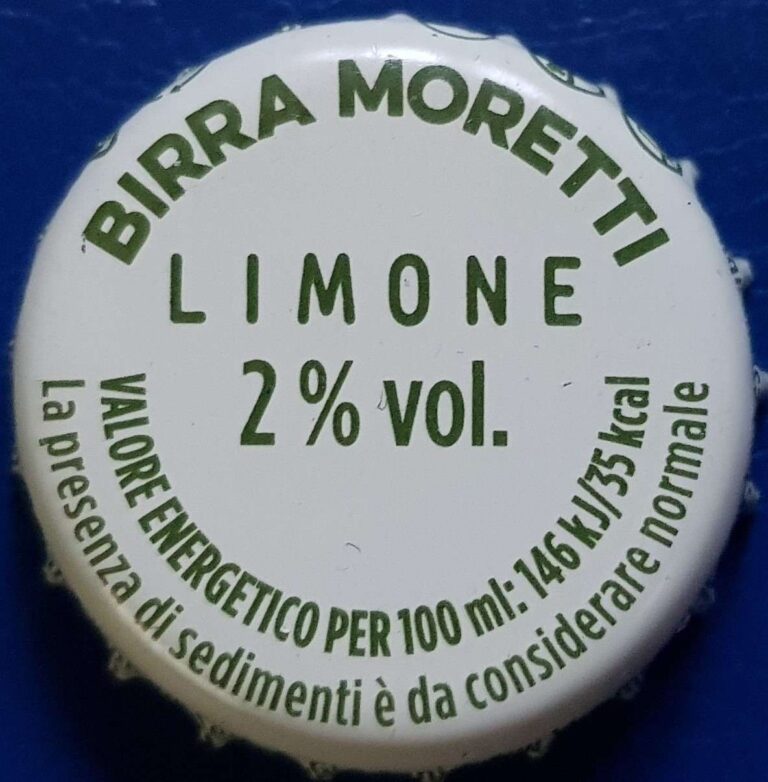 BIRRA MORETTI
LIMONE
2% vol.
VALORE ENERGETICO PER 100 ml: 146 kJ/35 kcal
La presenza di sedimenti è da considerare normale